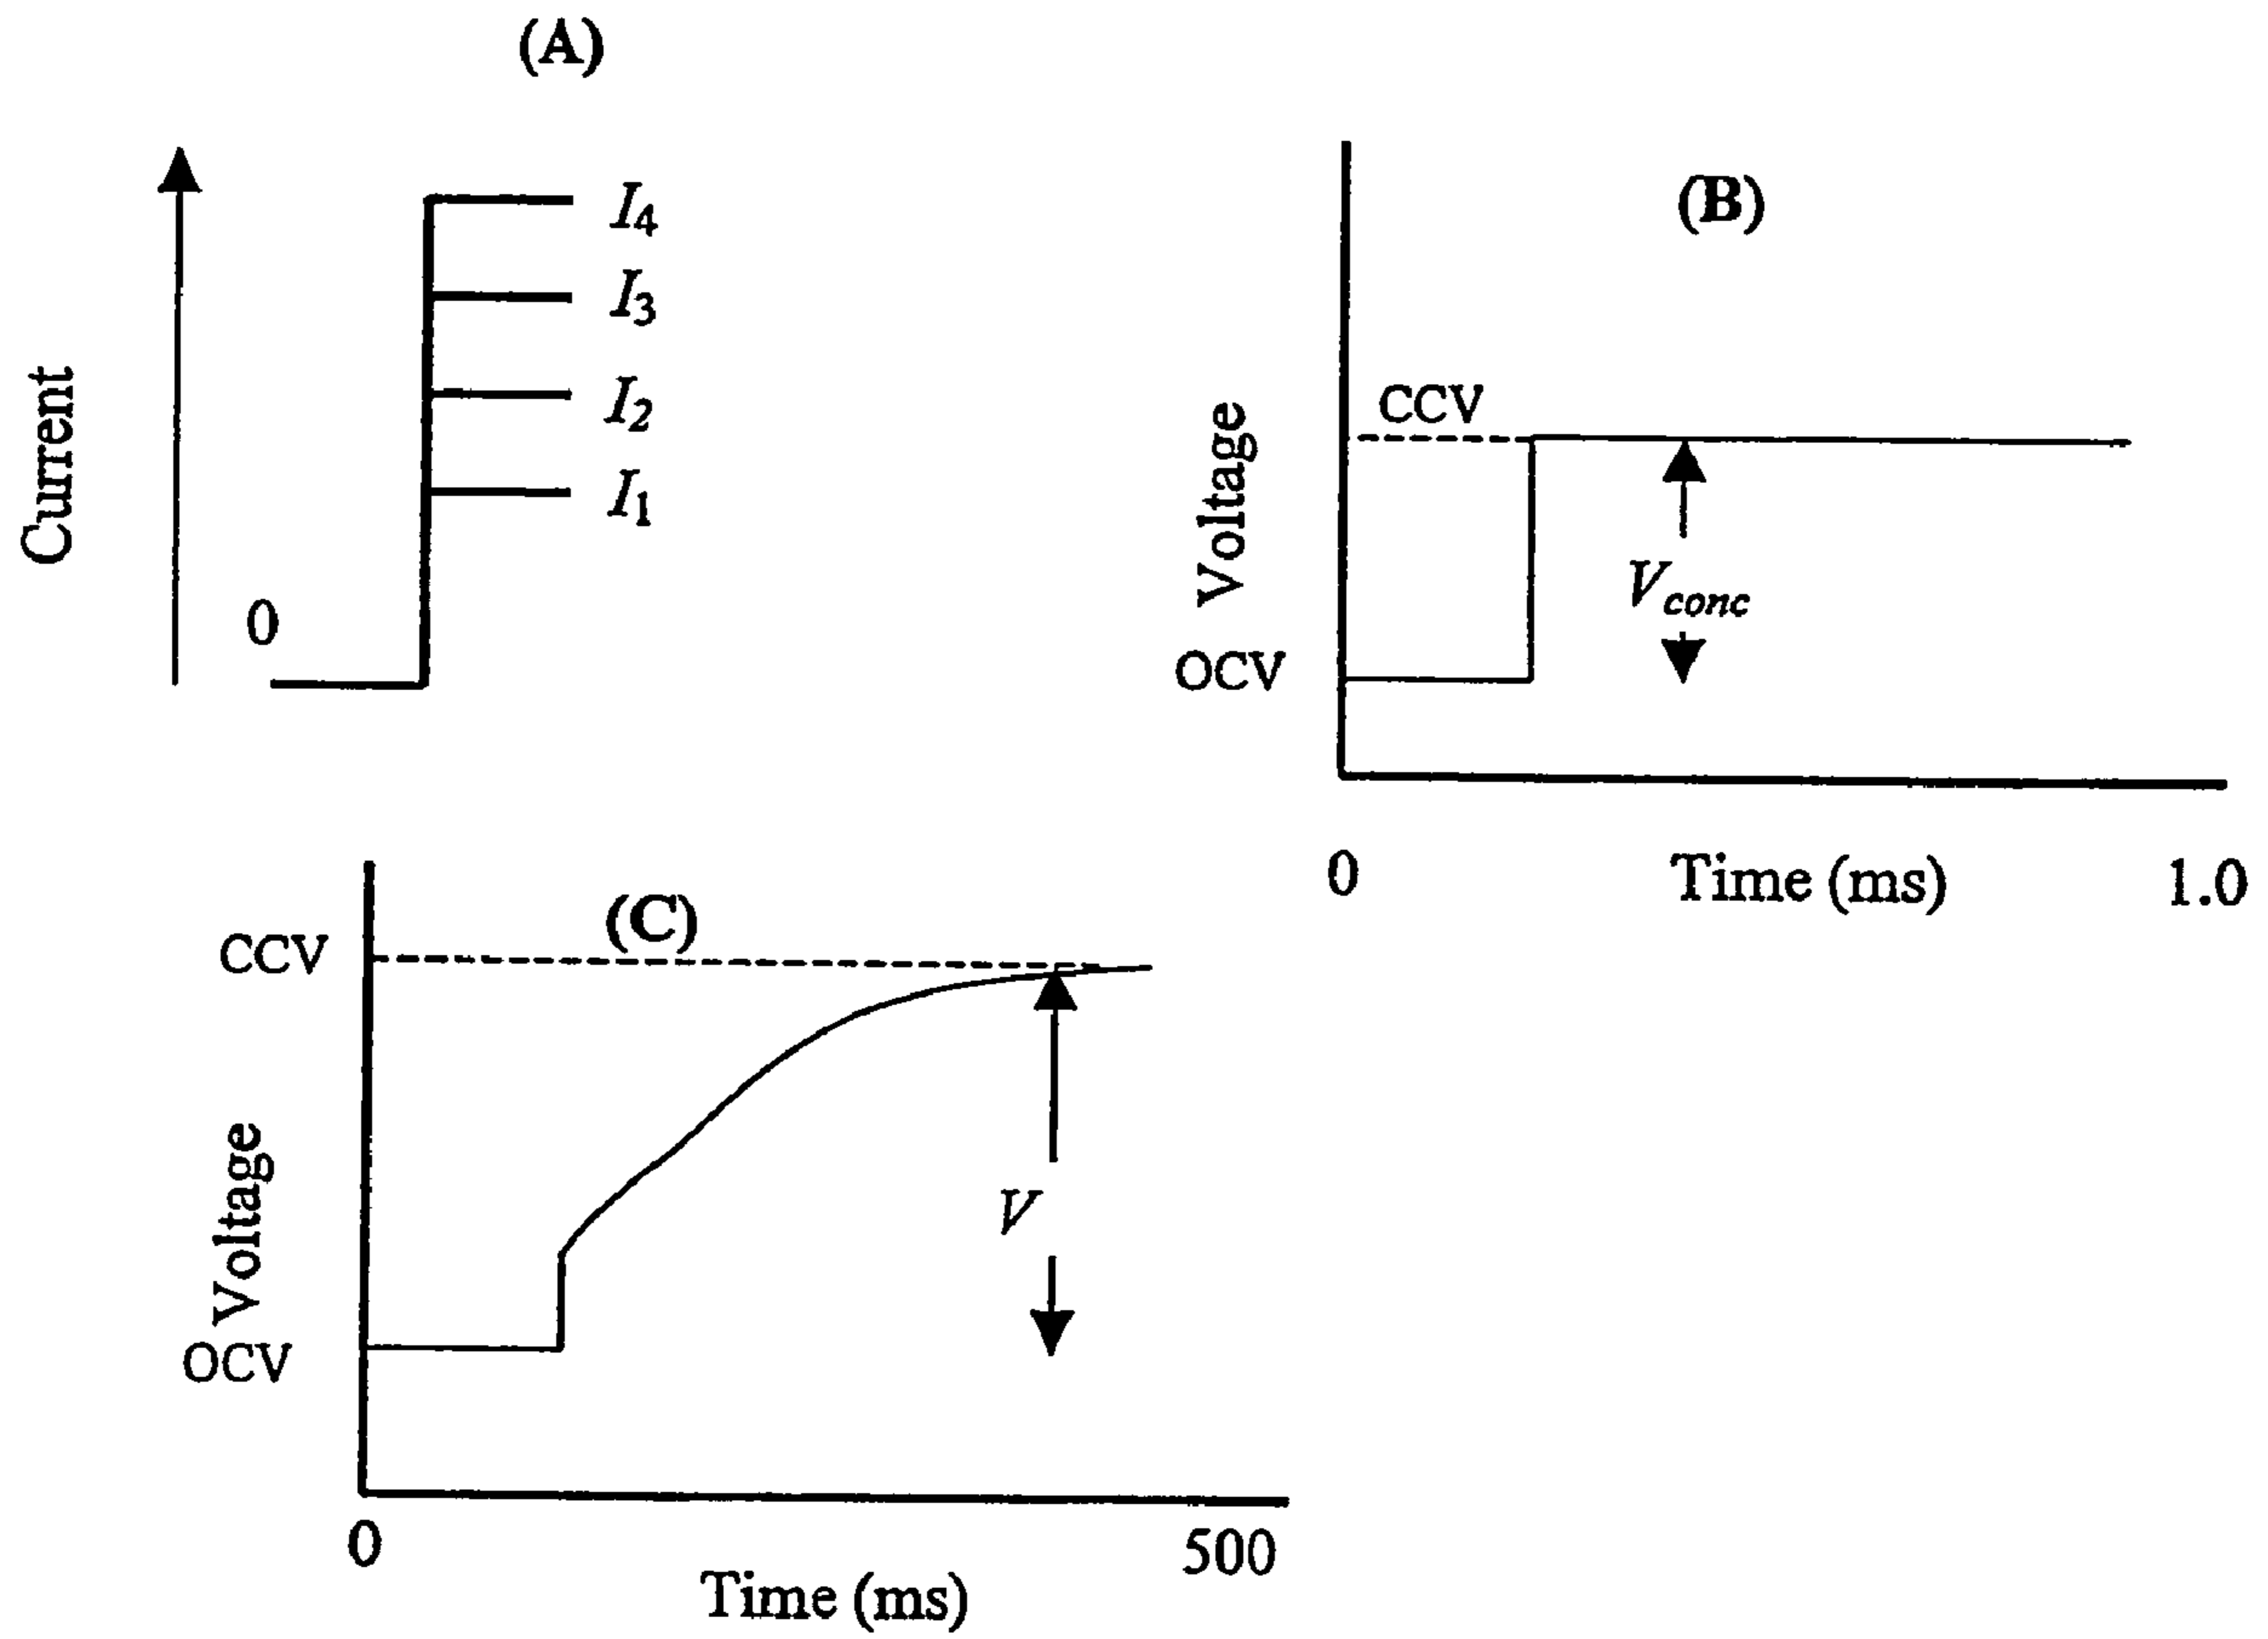 (A)
Current
0
I4
I3
I2
I1
(B)
Voltage
CCV
OCV
Vconc
0
Time (ms)
1.0
(C)
CCV
Voltage
OCV
V
0
500
Time (ms)